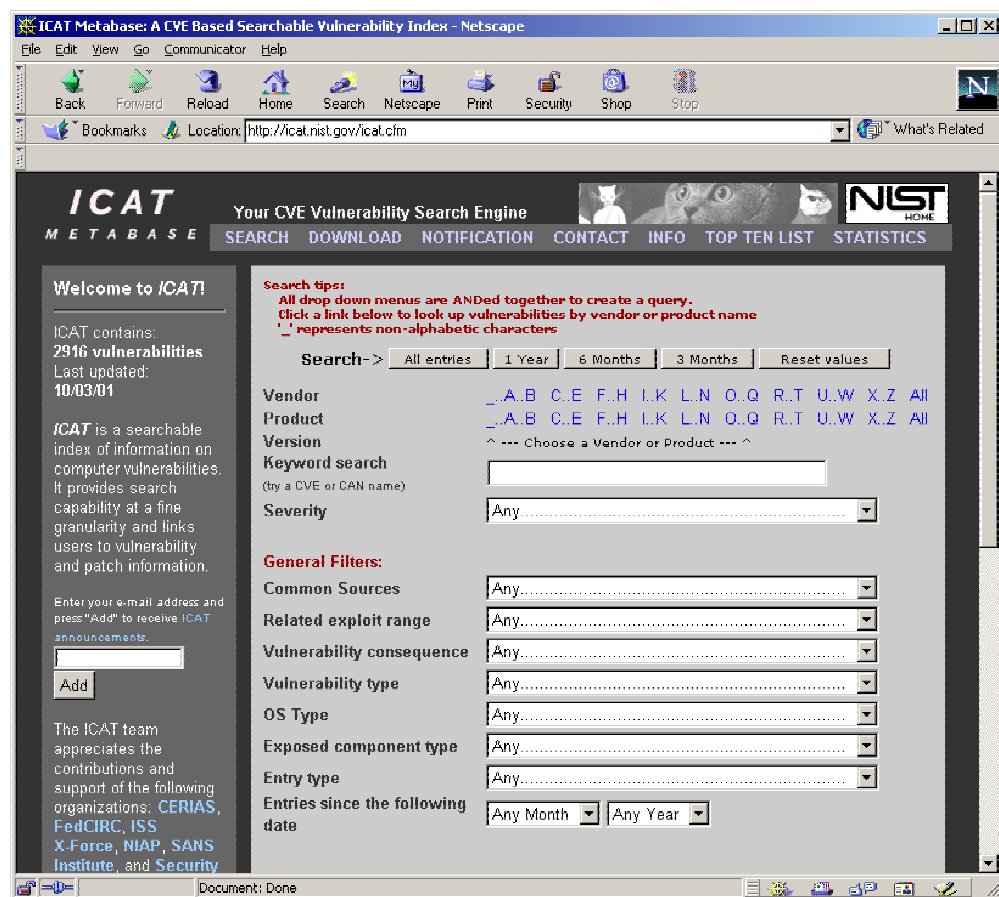 ICAT Metabase: A CVE Based Searchable Vulnerability Index - Netscape
File Edit View Go Communicator Help
My
Back Forward Reload Home Search Netscape Print Security Shop Stop
N
Bookmarks Location: http://icat.nist.gov/icat.cfm What's Related
ICAT
METABASE
Your CVE Vulnerability Search Engine
NIST
HOME
SEARCH DOWNLOAD NOTIFICATION CONTACT INFO TOP TEN LIST STATISTICS
Welcome to ICAT!
ICAT contains:
2916 vulnerabilities
Last updated:
10/03/01
ICAT is a searchable
index of information on
computer vulnerabilities.
It provides search
capability at a fine
granularity and links
users to vulnerability
and patch information.
Enter your e-mail address and
press "Add" to receive ICAT
announcements.
Add
The ICAT team
appreciates the
contributions and
support of the following
organizations: CERIAS,
FedCIRC, ISS
X-Force, NIAP, SANS
Institute, and Security
Search tips:
All drop down menus are ANDed together to create a query.
Click a link below to look up vulnerabilities by vendor or product name
'_' represents non-alphabetic characters
Search-> All entries 1 Year 6 Months 3 Months Reset values
Vendor _..A..B C..E F..H I..K L..N O..Q R..T U..W X..Z All
Product _..A..B C..E F..H I..K L..N O..Q R..T U..W X..Z All
Version ^ --- Choose a Vendor or Product --- ^
Keyword search
(try a CVE or CAN name)
Severity Any
General Filters:
Common Sources Any
Related exploit range Any
Vulnerability consequence Any
Vulnerability type Any
OS Type Any
Exposed component type Any
Entry type Any
Entries since the following
date Any Month Any Year
Document: Done